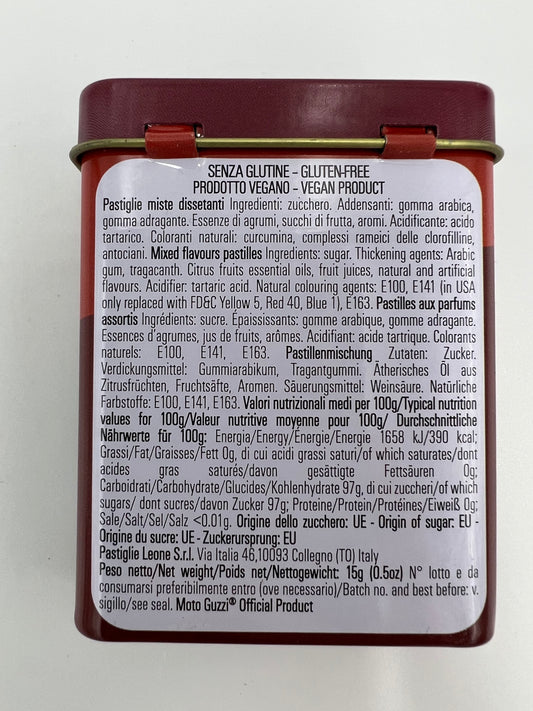 SENZA GLUTINE – GLUTEN-FREE
PRODOTTO VEGANO – VEGAN PRODUCT
Pastiglie miste dissetanti Ingredienti: zucchero. Addensanti: gomma arabica,
gomma adragante. Essenze di agrumi, succhi di frutta, aromi. Acidificante: acido
tartarico. Coloranti naturali: curcumina, complessi rameici delle clorofilline,
antociani. Mixed flavours pastilles Ingredients: sugar. Thickening agents: Arabic
gum, tragacanth. Citrus fruits essential oils, fruit juices, natural and artificial
flavours. Acidifier: tartaric acid. Natural colouring agents: E100, E141 (in USA
only replaced with FD&C Yellow 5, Red 40, Blue 1), E163. Pastilles aux parfums
assortis Ingrédients: sucre. Épaississants: gomme arabique, gomme adragante.
Essences d'agrumes, jus de fruits, arômes. Acidifiant: acide tartrique. Colorants
naturels: E100, E141, E163. Pastillenmischung Zutaten: Zucker.
Verdickungsmittel: Gummiarabikum, Tragantgummi. Ätherisches Öl aus
Zitrusfrüchten, Fruchtsäfte, Aromen. Säuerungsmittel: Weinsäure. Natürliche
Farbstoffe: E100, E141, E163. Valori nutrizionali medi per 100g/Typical nutrition
values for 100g/Valeur nutritive moyenne pour 100g/ Durchschnittliche
Nährwerte für 100g: Energia/Energy/Énergie/Energie 1658 kJ/390 kcal;
Grassi/Fat/Graisses/Fett 0g, di cui acidi grassi saturi/of which saturates/dont
acides gras saturés/davon gesättigte Fettsäuren 0g;
Carboidrati/Carbohydrate/Glucides/Kohlenhydrate 97g, di cui zuccheri/of which
sugars/ dont sucres/davon Zucker 97g; Proteine/Protein/Protéines/Eiweiß 0g;
Sale/Salt/Sel/Salz <0.01g. Origine dello zucchero: UE - Origin of sugar: EU -
Origine du sucre: UE - Zuckerursprung: EU
Pastiglie Leone S.r.l. Via Italia 46,10093 Collegno (TO) Italy
Peso netto/Net weight/Poids net/Nettogewicht: 15g (0.5oz) N° lotto e da
consumarsi preferibilmente entro (ove necessario)/Batch no. and best before: v.
sigillo/see seal. Moto Guzzi® Official Product